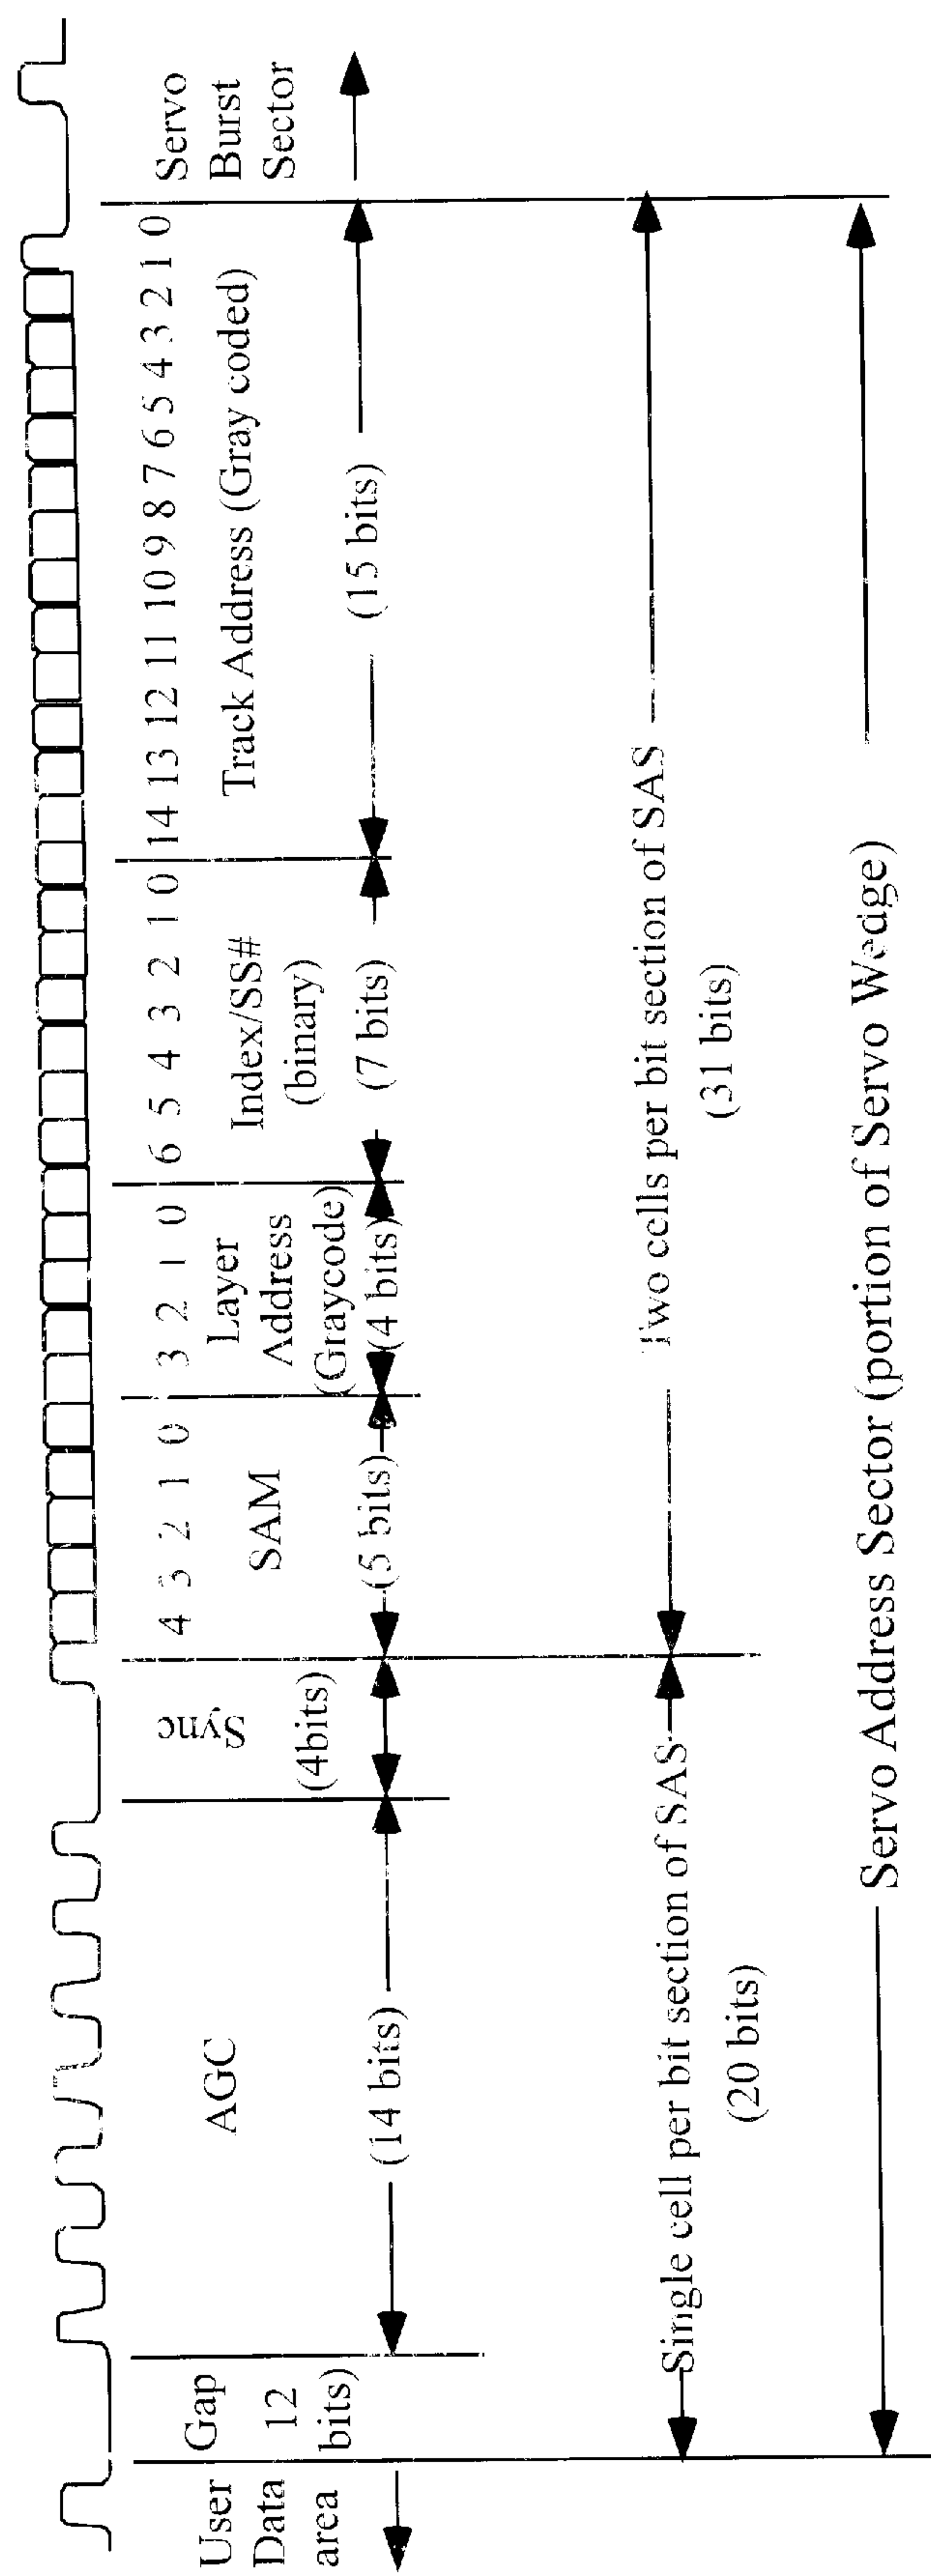 User
Data
area
Gap
12
bits)
AGC
(14 bits)
Sync
(4bits)
4 3 2 1 0
SAM
(5 bits)
3 2 1 0
Layer
Address
(Graycode)
(4 bits)
6 5 4 3 2 1 0
Index/SS#
(binary)
(7 bits)
14 13 12 11 10 9 8 7 6 5 4 3 2 1 0
Track Address (Gray coded)
(15 bits)
Servo
Burst
Sector
Single cell per bit section of SAS
(20 bits)
Two cells per bit section of SAS
(31 bits)
Servo Address Sector (portion of Servo Wedge)